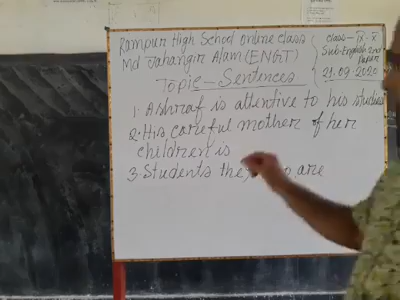 Rampur High School online class
Md Jahangir Alam (ENGT)
Class - IX - X
Sub-English 2nd
Paper
21.09.2020
Topic - Sentences
1. Ashraf is attentive to his studies
2. His careful mother of her
children is
3. Students the are